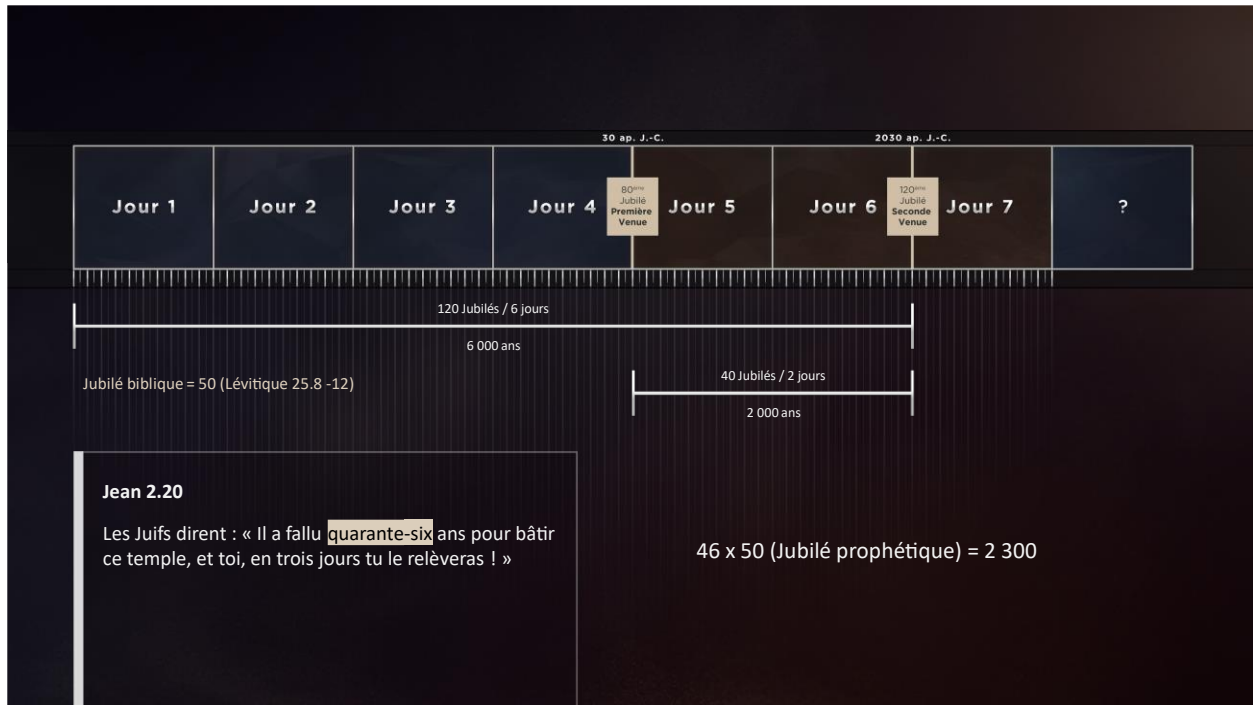 30 ap. J.-C.
2030 ap. J.-C.
Jour 1
Jour 2
Jour 3
Jour 4
80ème
Jubilé
Première
Venue
Jour 5
Jour 6
120ème
Jubilé
Seconde
Venue
Jour 7
?
120 Jubilés / 6 jours
6 000 ans
Jubilé biblique = 50 (Lévitique 25.8 -12)
40 Jubilés / 2 jours
2 000 ans
Jean 2.20
Les Juifs dirent : « Il a fallu quarante-six ans pour bâtir
ce temple, et toi, en trois jours tu le relèveras ! »
46 x 50 (Jubilé prophétique) = 2 300